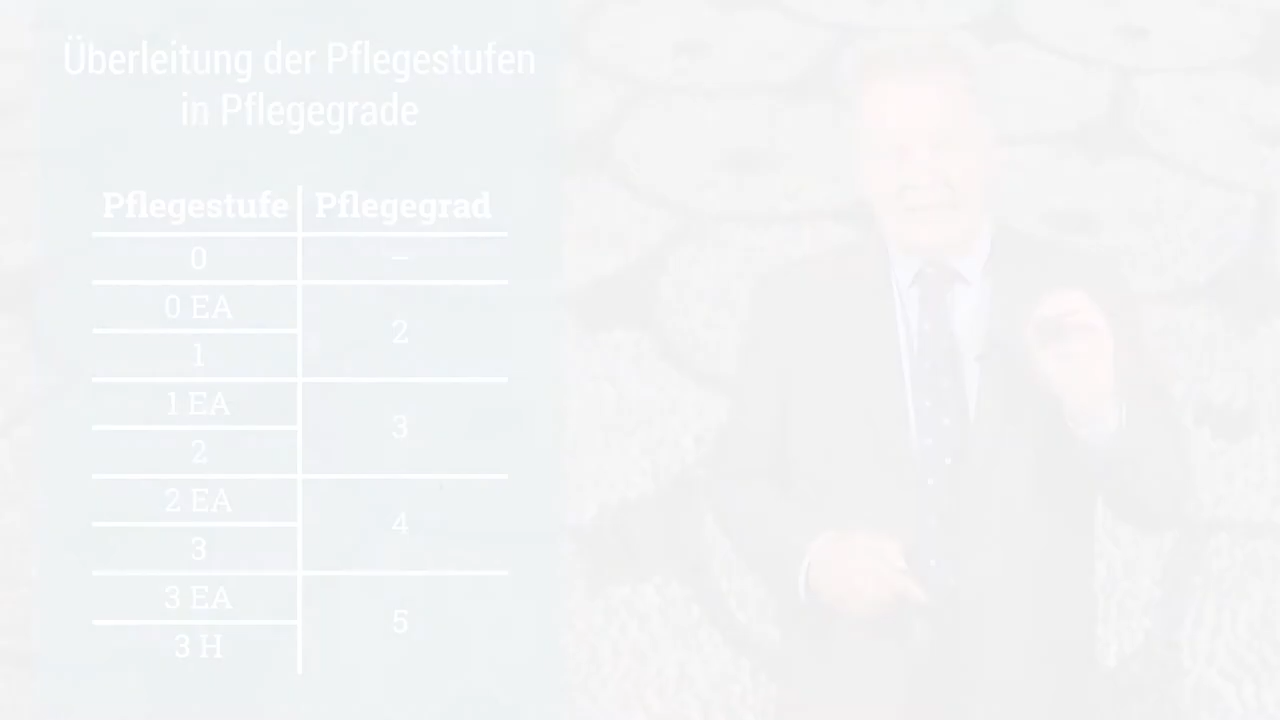 Überleitung der Pflegestufen
in Pflegegrade
Pflegestufe Pflegegrad
0 –
0 EA
2
1
1 EA
3
2
2 EA
4
3
3 EA
5
3 H